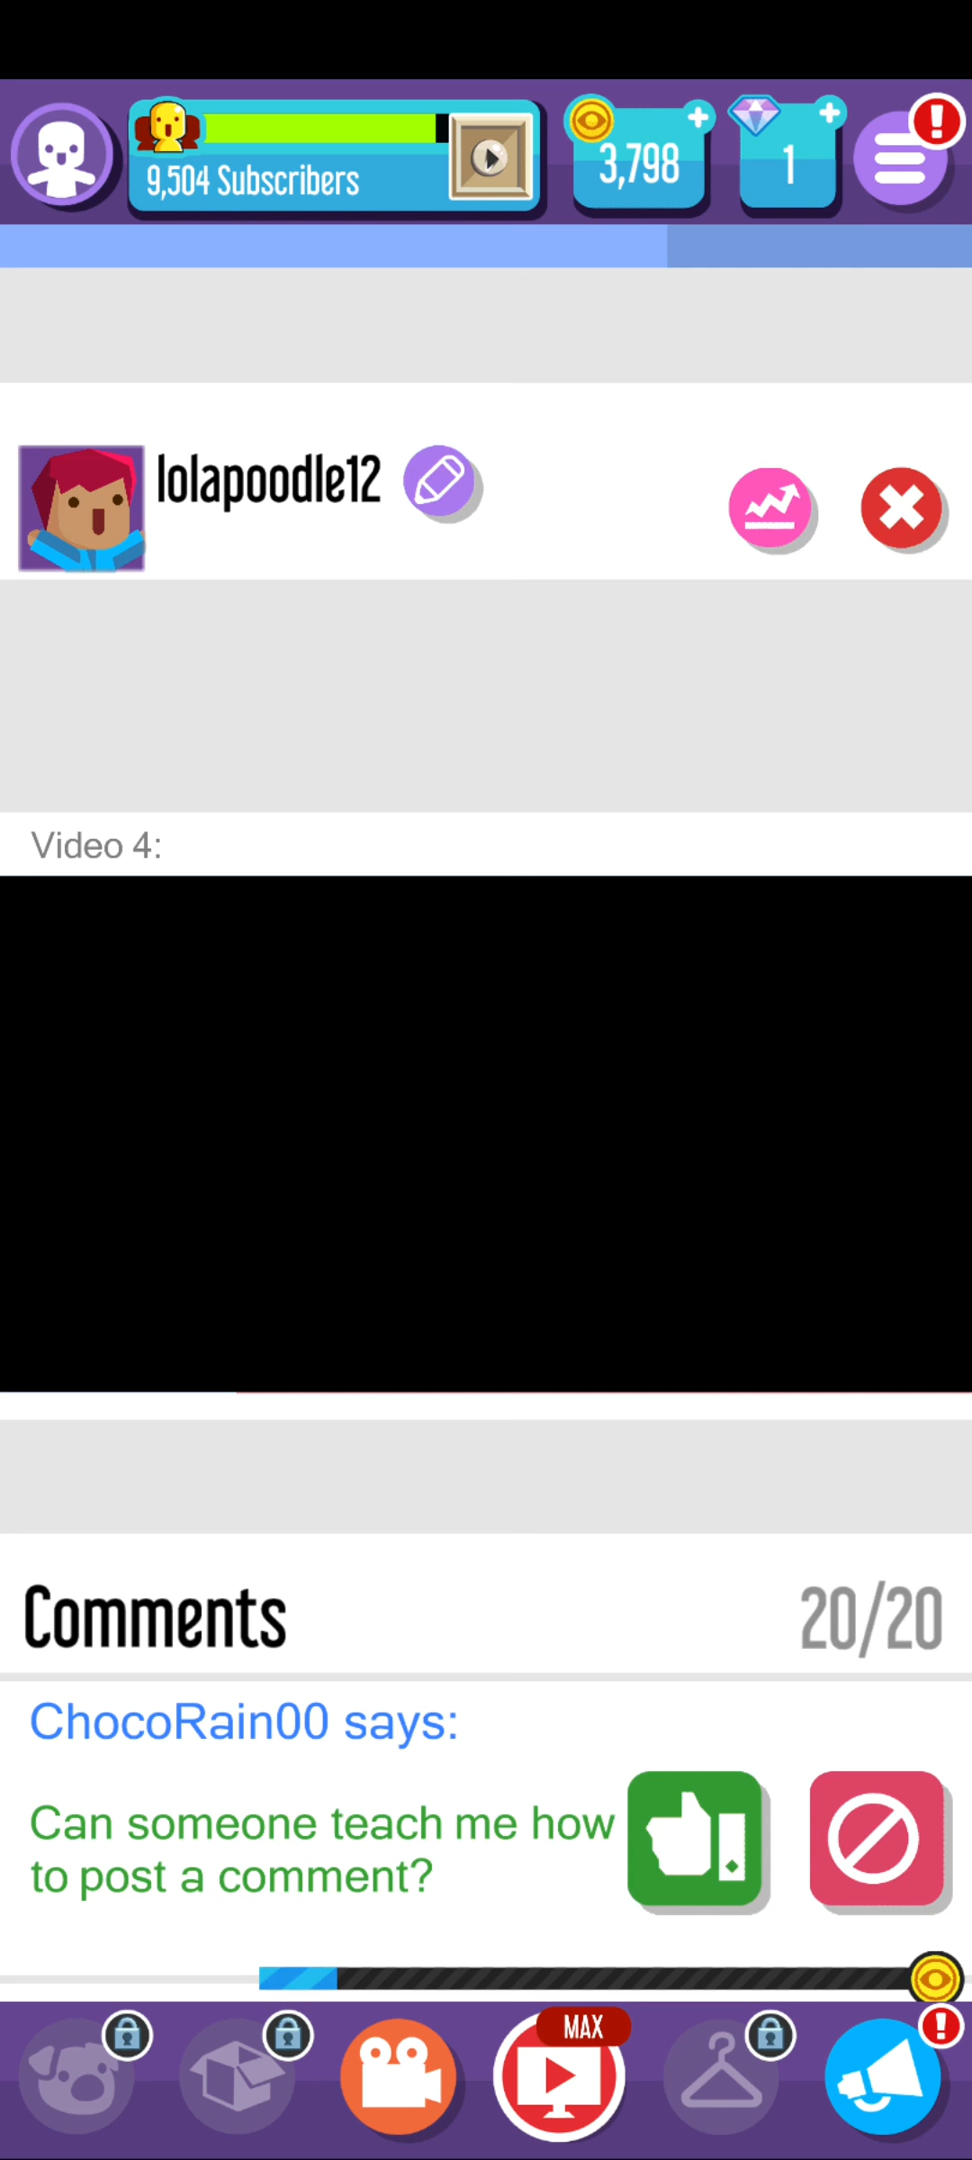 9,504 Subscribers
3,798
1
lolapoodle12
Video 4:
Comments
20/20
ChocoRain00 says:
Can someone teach me how
to post a comment?
MAX